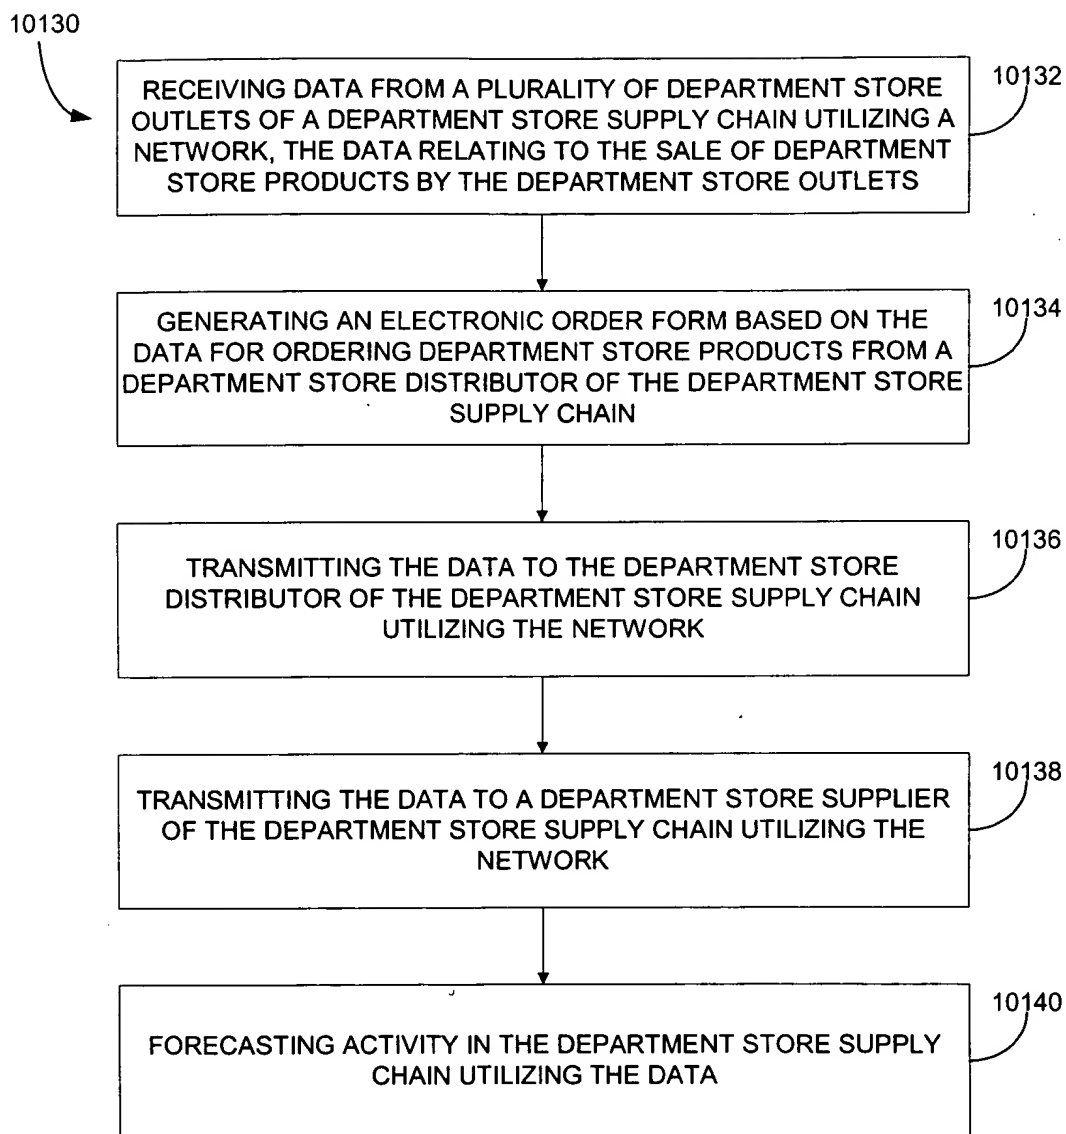 10130
RECEIVING DATA FROM A PLURALITY OF DEPARTMENT STORE
OUTLETS OF A DEPARTMENT STORE SUPPLY CHAIN UTILIZING A
NETWORK, THE DATA RELATING TO THE SALE OF DEPARTMENT
STORE PRODUCTS BY THE DEPARTMENT STORE OUTLETS
10132
GENERATING AN ELECTRONIC ORDER FORM BASED ON THE
DATA FOR ORDERING DEPARTMENT STORE PRODUCTS FROM A
DEPARTMENT STORE DISTRIBUTOR OF THE DEPARTMENT STORE
SUPPLY CHAIN
10134
TRANSMITTING THE DATA TO THE DEPARTMENT STORE
DISTRIBUTOR OF THE DEPARTMENT STORE SUPPLY CHAIN
UTILIZING THE NETWORK
10136
TRANSMITTING THE DATA TO A DEPARTMENT STORE SUPPLIER
OF THE DEPARTMENT STORE SUPPLY CHAIN UTILIZING THE
NETWORK
10138
FORECASTING ACTIVITY IN THE DEPARTMENT STORE SUPPLY
CHAIN UTILIZING THE DATA
10140